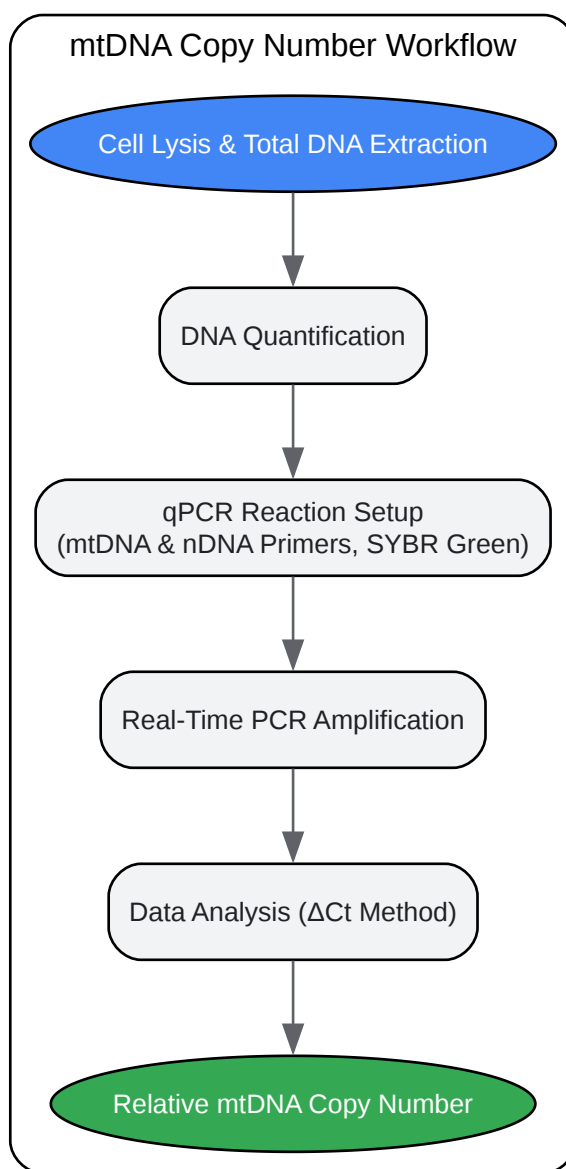 mtDNA Copy Number Workflow
Cell Lysis & Total DNA Extraction
DNA Quantification
qPCR Reaction Setup
(mtDNA & nDNA Primers, SYBR Green)
Real-Time PCR Amplification
Data Analysis (ΔCt Method)
Relative mtDNA Copy Number